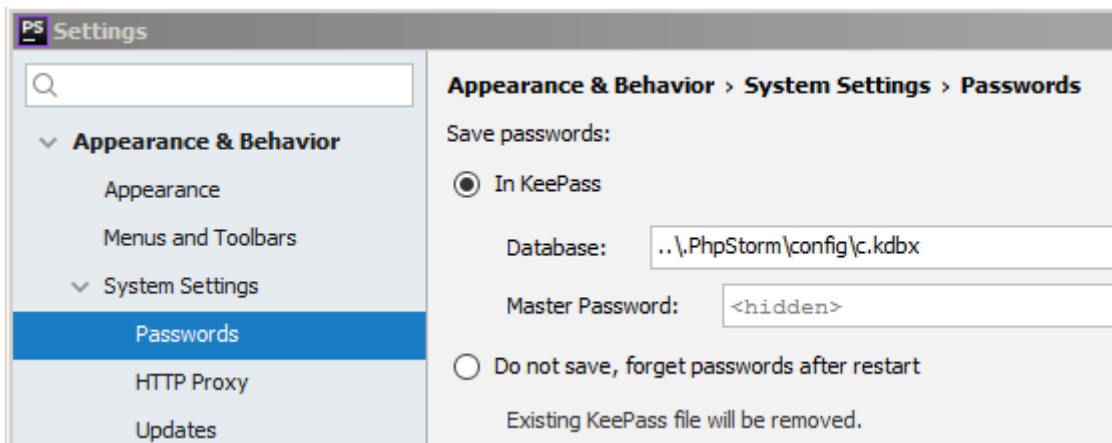 PS Settings
Appearance & Behavior › System Settings › Passwords
Save passwords:
Appearance & Behavior
In KeePass
Appearance
Menus and Toolbars
Database: ..\.PhpStorm\config\c.kdbx
System Settings
Master Password: <hidden>
Passwords
Do not save, forget passwords after restart
HTTP Proxy
Existing KeePass file will be removed.
Updates